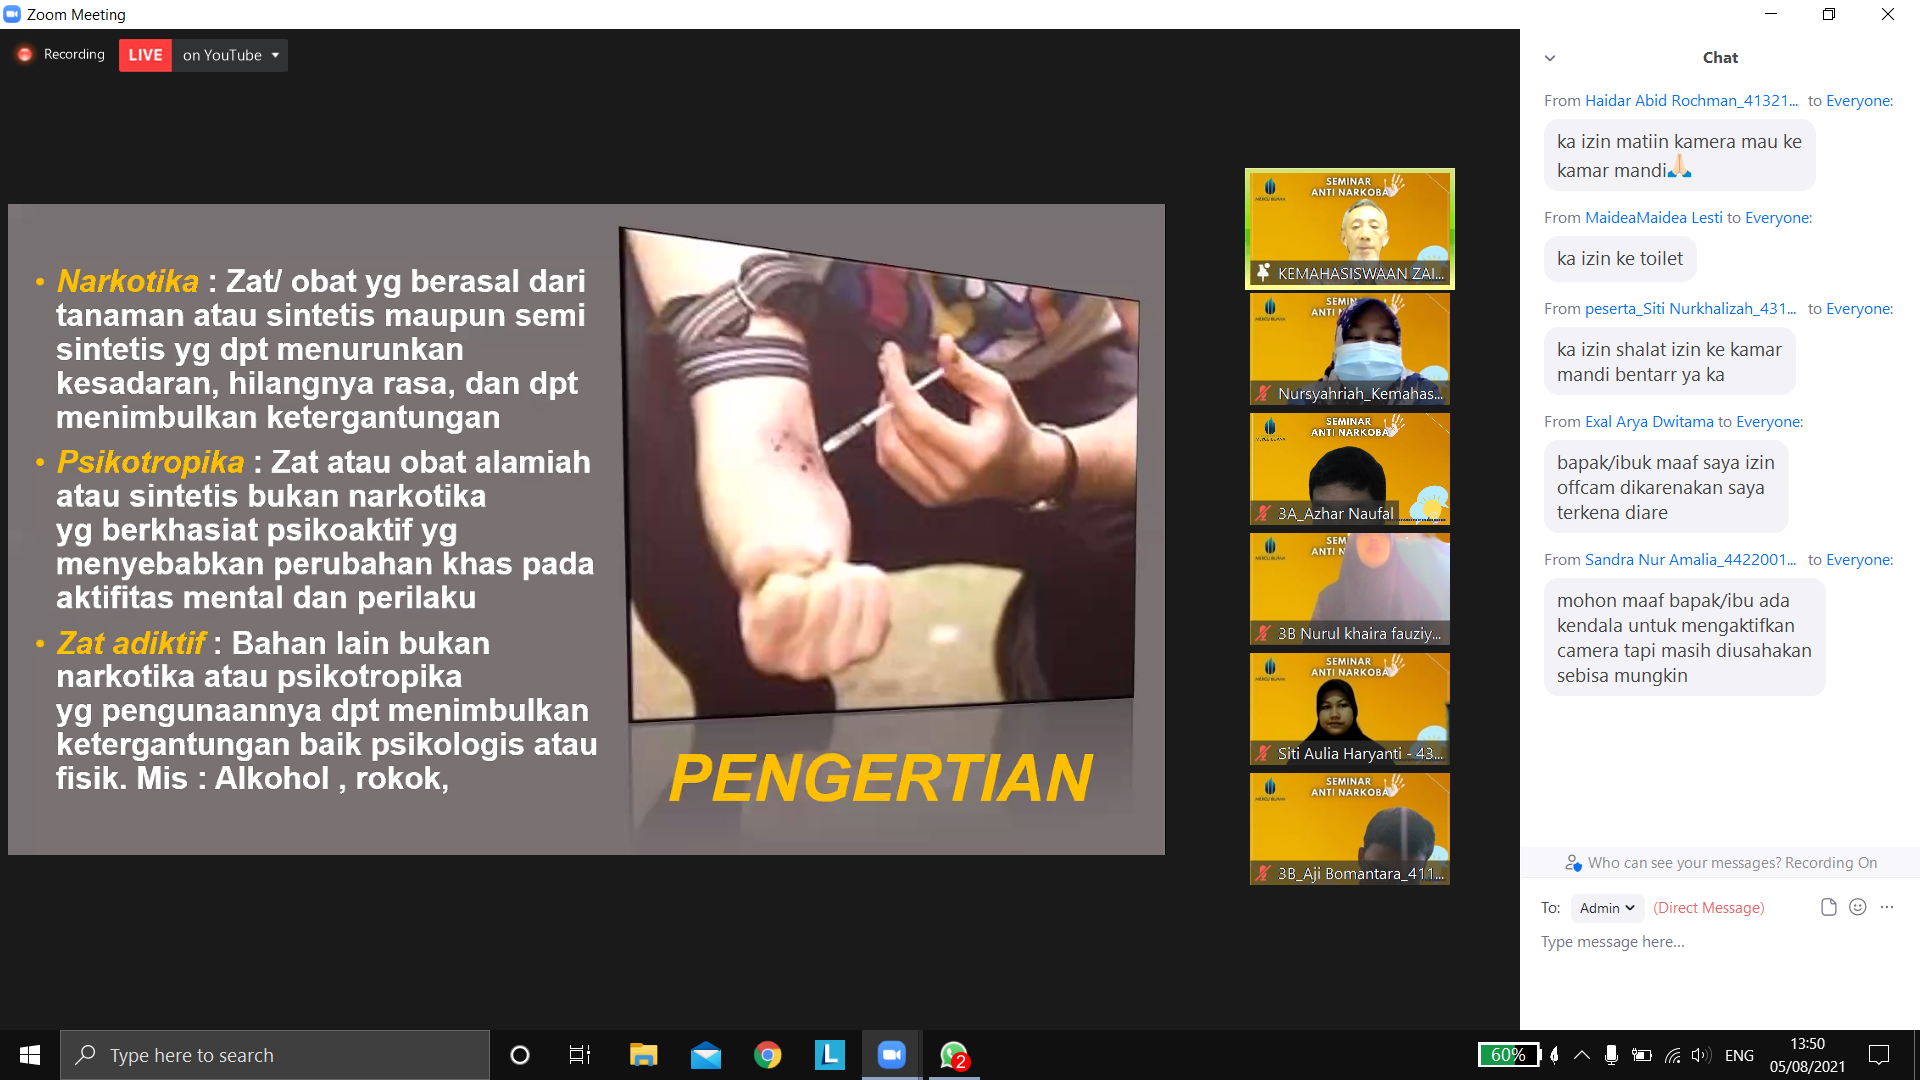 Zoom Meeting
Recording
LIVE
on YouTube
• Narkotika : Zat/ obat yg berasal dari
tanaman atau sintetis maupun semi
sintetis yg dpt menurunkan
kesadaran, hilangnya rasa, dan dpt
menimbulkan ketergantungan
• Psikotropika : Zat atau obat alamiah
atau sintetis bukan narkotika
yg berkhasiat psikoaktif yg
menyebabkan perubahan khas pada
aktifitas mental dan perilaku
• Zat adiktif : Bahan lain bukan
narkotika atau psikotropika
yg pengunaannya dpt menimbulkan
ketergantungan baik psikologis atau
fisik. Mis : Alkohol , rokok,
PENGERTIAN
MERCU BUANA
SEMINAR
ANTI NARKOBA
KEMAHASISWAAN ZAI...
SEMIN
ANTI N
Nursyahriah_Kemahas...
SEMINAR
ANTI NARKOBA
3A_Azhar Naufal
SEM
ANTI N
3B Nurul khaira fauziy...
MERCU BUANA
SEMINAR
ANTI NARKOBA
Siti Aulia Haryanti - 43...
MERCU BUANA
SEMINAR
ANTI NARKOBA
3B_Aji Bomantara_411...
Chat
From Haidar Abid Rochman_41321... to Everyone:
ka izin matiin kamera mau ke
kamar mandi🙏🏻
From MaideaMaidea Lesti to Everyone:
ka izin ke toilet
From peserta_Siti Nurkhalizah_431... to Everyone:
ka izin shalat izin ke kamar
mandi bentarr ya ka
From Exal Arya Dwitama to Everyone:
bapak/ibuk maaf saya izin
offcam dikarenakan saya
terkena diare
From Sandra Nur Amalia_4422001... to Everyone:
mohon maaf bapak/ibu ada
kendala untuk mengaktifkan
camera tapi masih diusahakan
sebisa mungkin
Who can see your messages? Recording On
To: Admin (Direct Message)
Type message here...
Type here to search
L
2
60%
ENG
13:50
05/08/2021